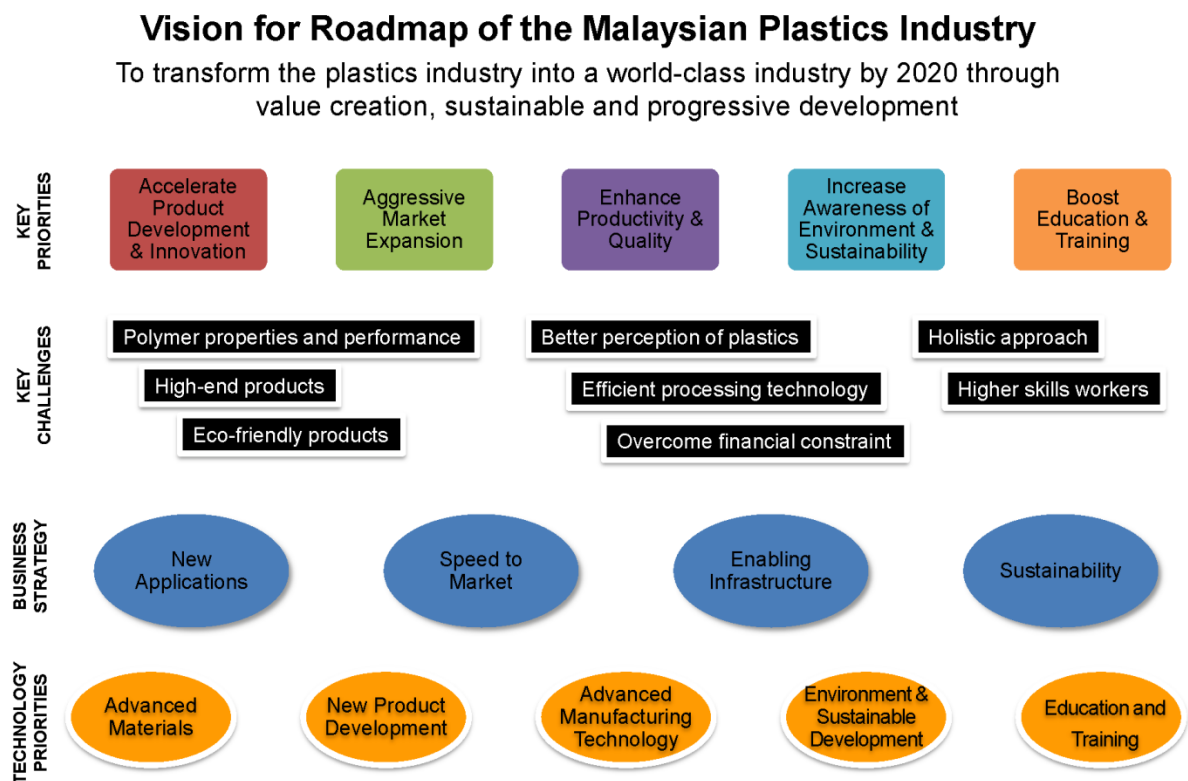 Vision for Roadmap of the Malaysian Plastics Industry
To transform the plastics industry into a world-class industry by 2020 through
value creation, sustainable and progressive development
KEY
PRIORITIES
Accelerate
Product
Development
& Innovation
Aggressive
Market
Expansion
Enhance
Productivity &
Quality
Increase
Awareness of
Environment &
Sustainability
Boost
Education &
Training
KEY
CHALLENGES
Polymer properties and performance
High-end products
Eco-friendly products
Better perception of plastics
Efficient processing technology
Overcome financial constraint
Holistic approach
Higher skills workers
BUSINESS
STRATEGY
New
Applications
Speed to
Market
Enabling
Infrastructure
Sustainability
TECHNOLOGY
PRIORITIES
Advanced
Materials
New Product
Development
Advanced
Manufacturing
Technology
Environment &
Sustainable
Development
Education and
Training